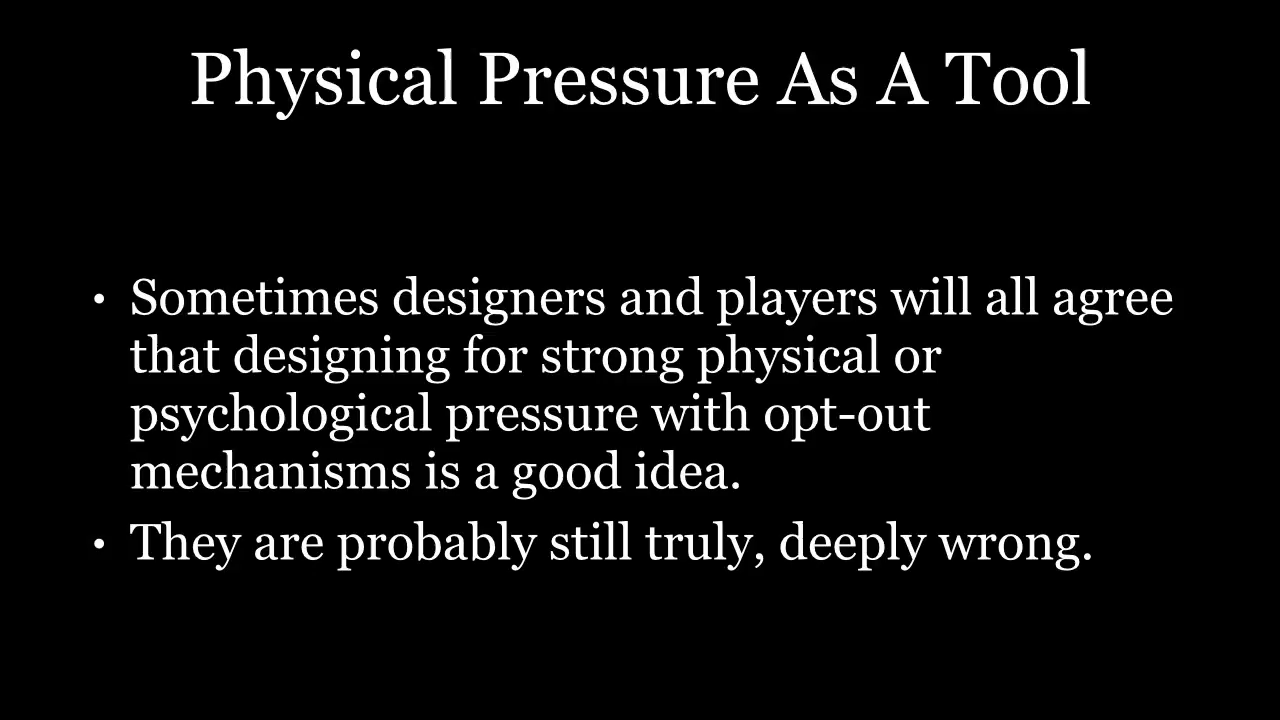 Physical Pressure As A Tool
• Sometimes designers and players will all agree
that designing for strong physical or
psychological pressure with opt-out
mechanisms is a good idea.
• They are probably still truly, deeply wrong.